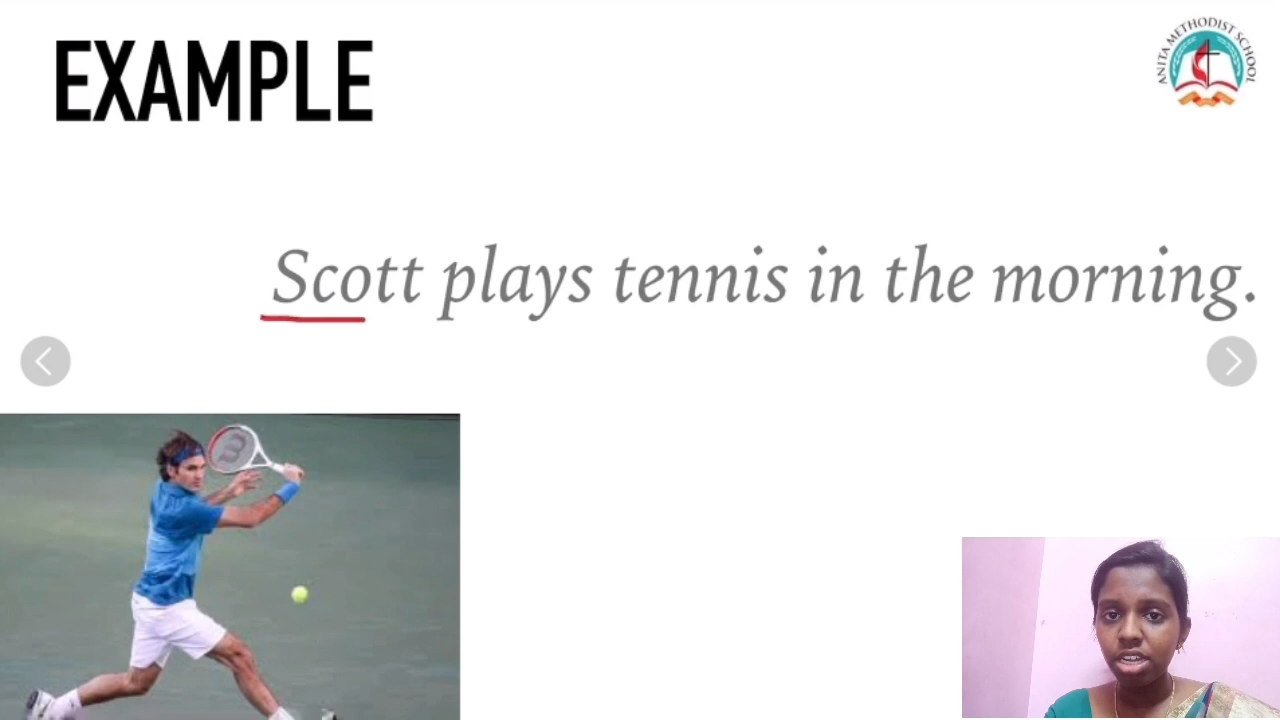 EXAMPLE
ANITA METHODIST SCHOOL
Scott plays tennis in the morning.